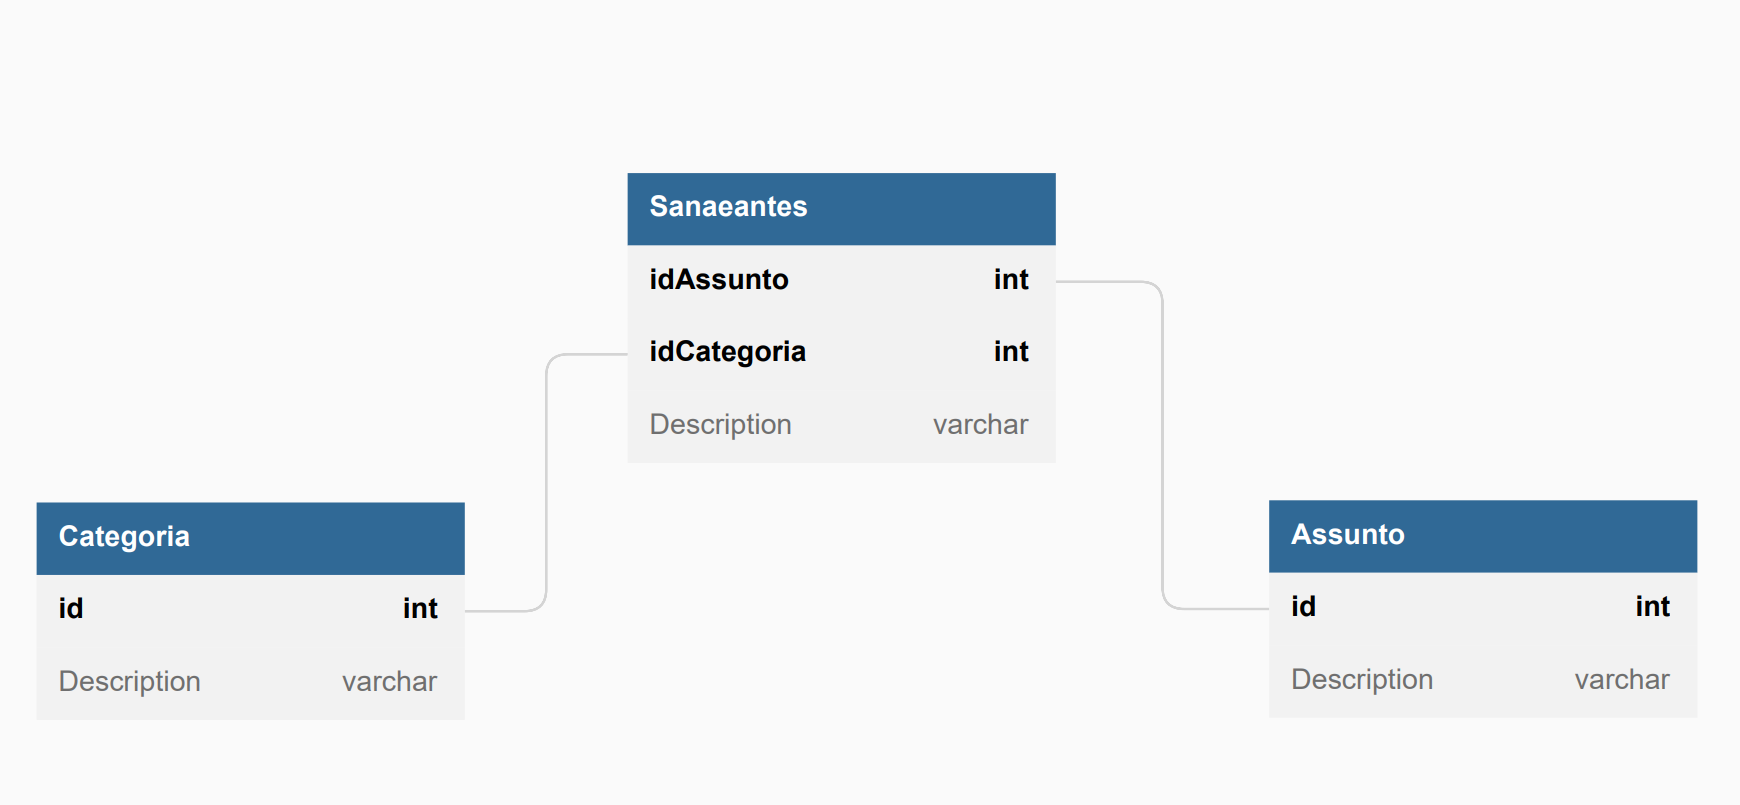 Sanaeantes
idAssunto int
idCategoria int
Description varchar
Categoria
id int
Description varchar
Assunto
id int
Description varchar